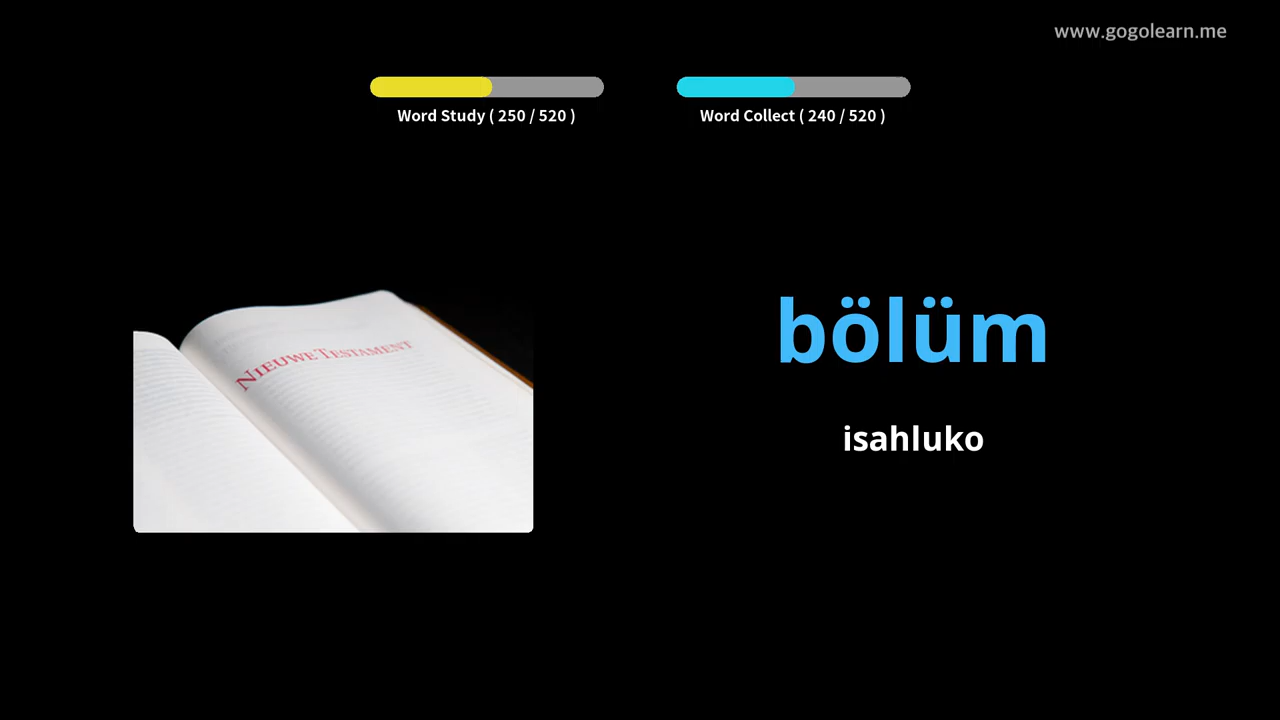 www.gogolearn.me
Word Study ( 250 / 520 )
Word Collect ( 240 / 520 )
NIEUWE TESTAMENT
bölüm
isahluko